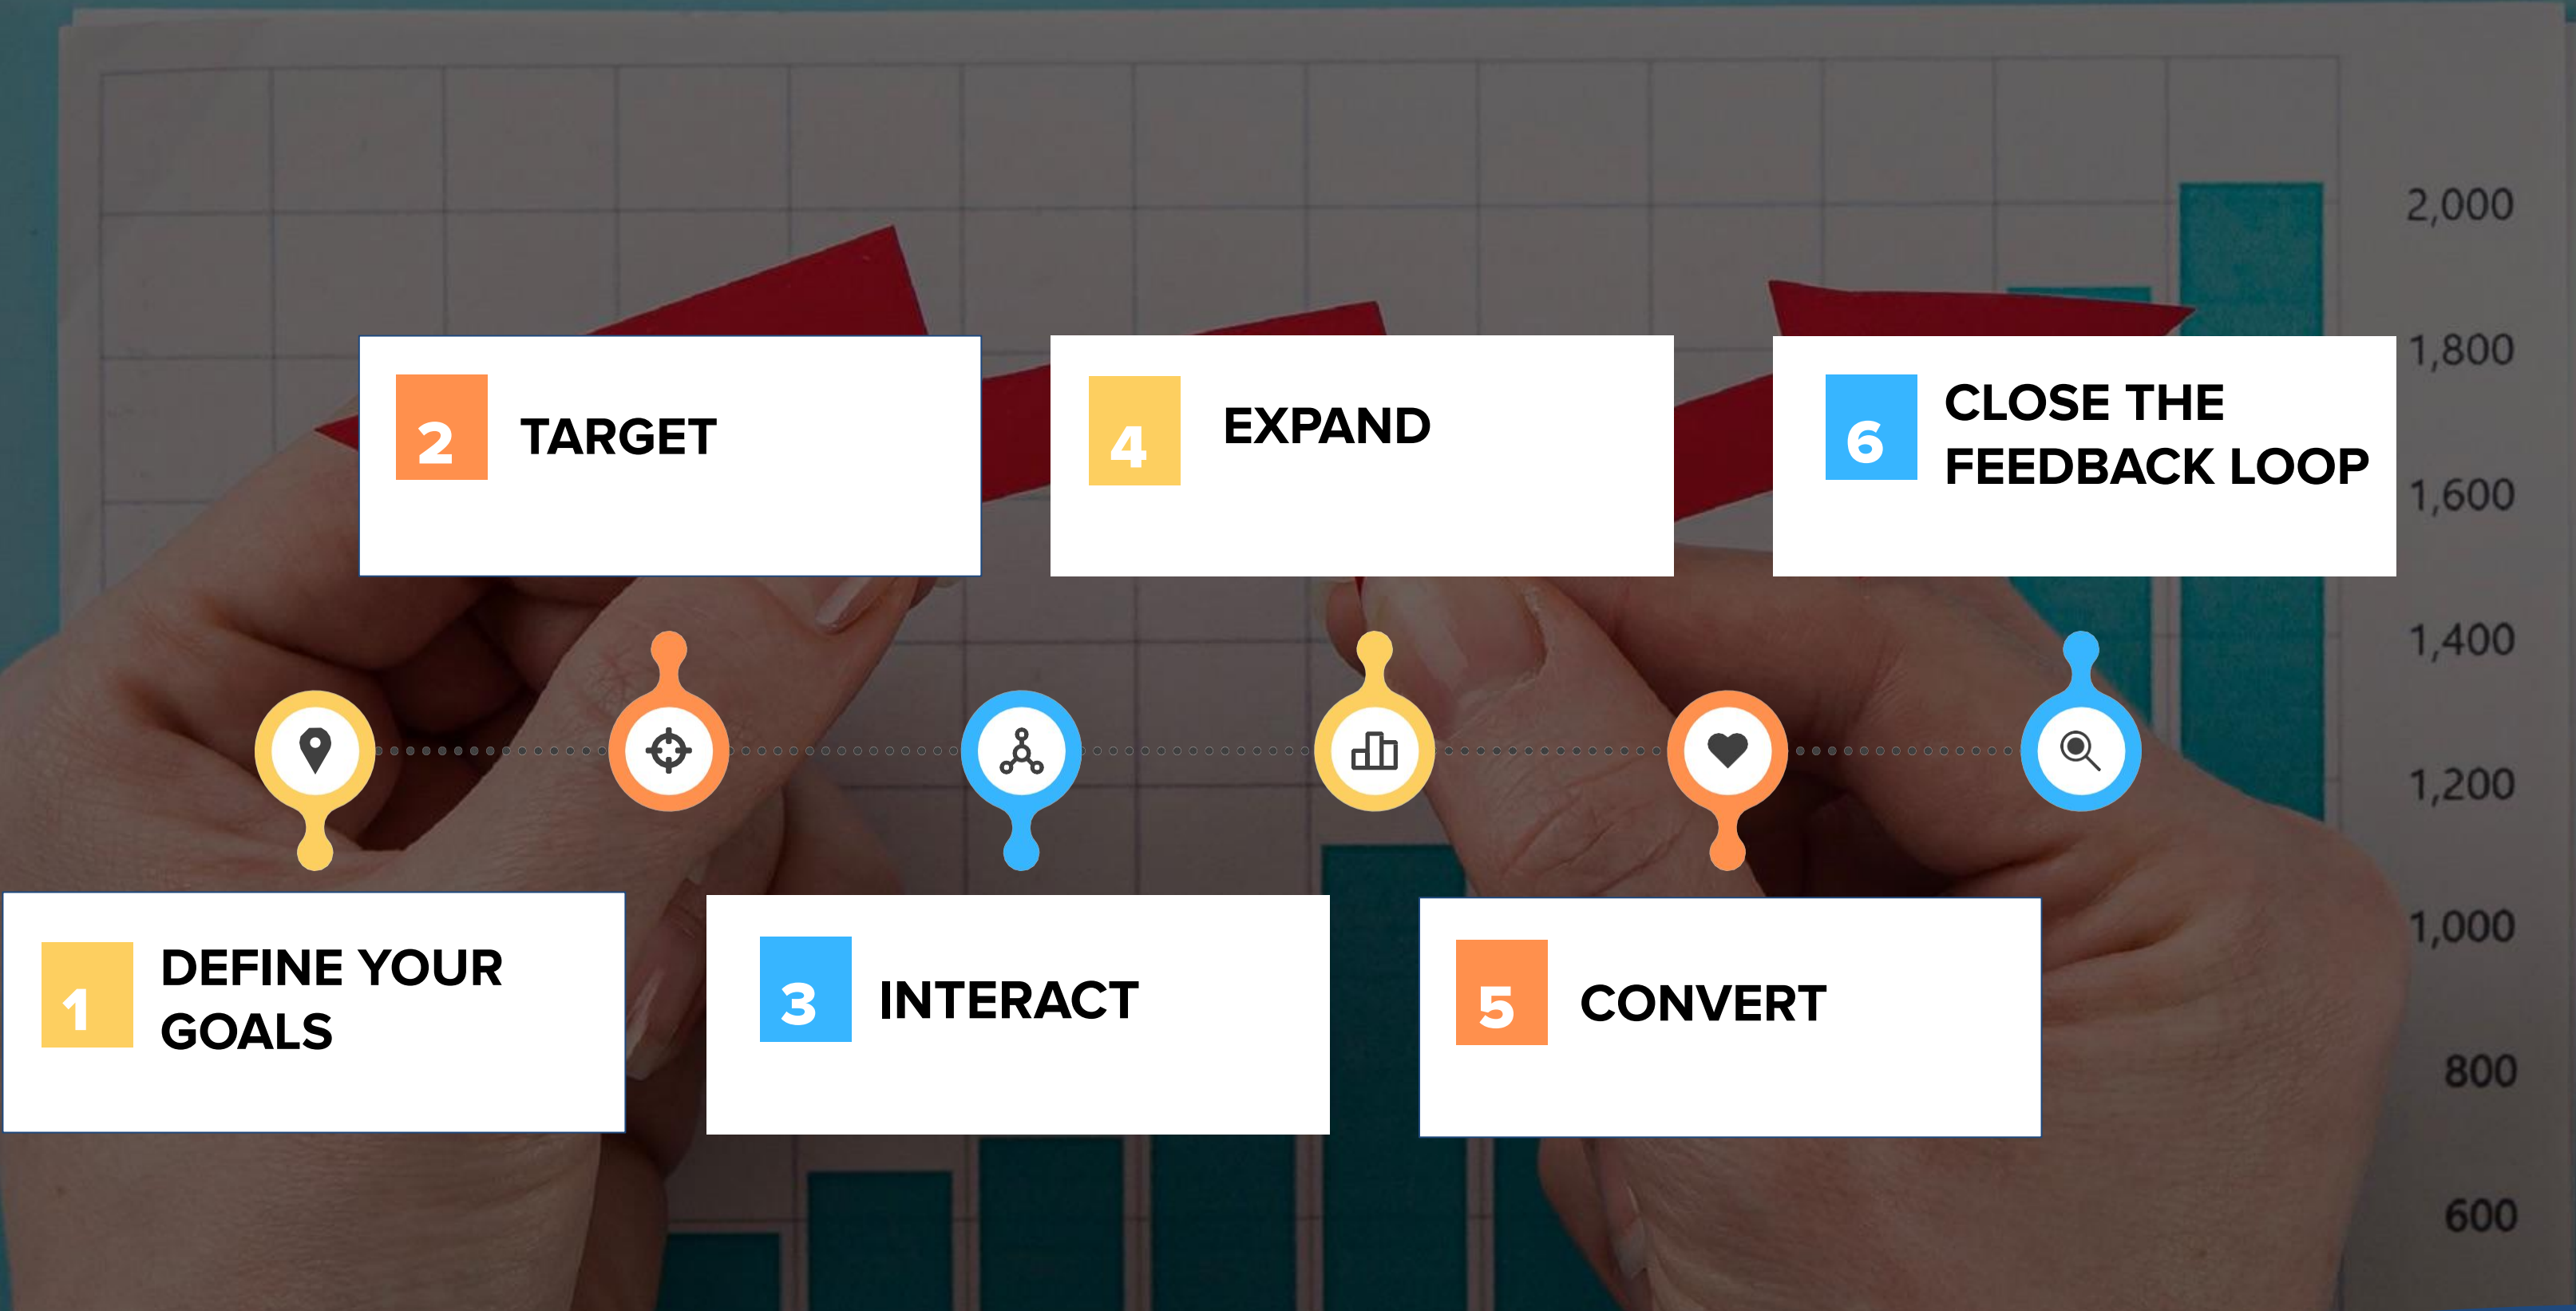 2,000
1,800
1,600
1,400
1,200
1,000
800
600
1
DEFINE YOUR
GOALS
2
TARGET
3
INTERACT
4
EXPAND
5
CONVERT
6
CLOSE THE
FEEDBACK LOOP